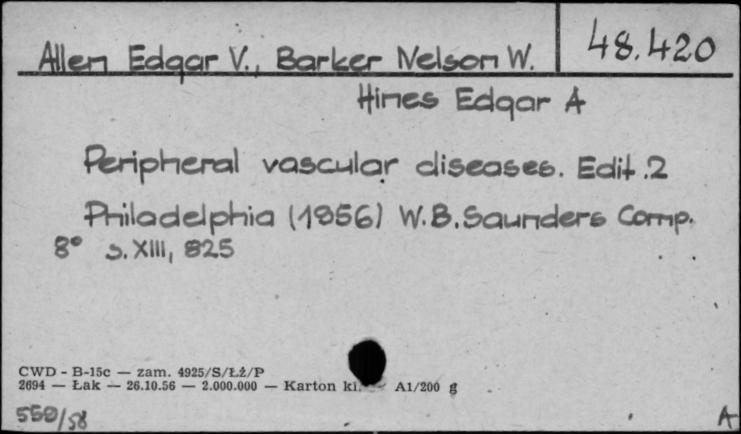 Allen Edgar V., Barker Nelson W.
48.420
Hines Edgar A
Peripheral vascular diseases. Edit.2
Philadelphia (1956) W.B. Saunders Comp.
8° s. XIII, 825
CWD - B-15c — zam. 4925/S/ŁŻ/P
2694 — Łak — 26.10.56 — 2.000.000 — Karton kl. A1/200 g
550/58
A